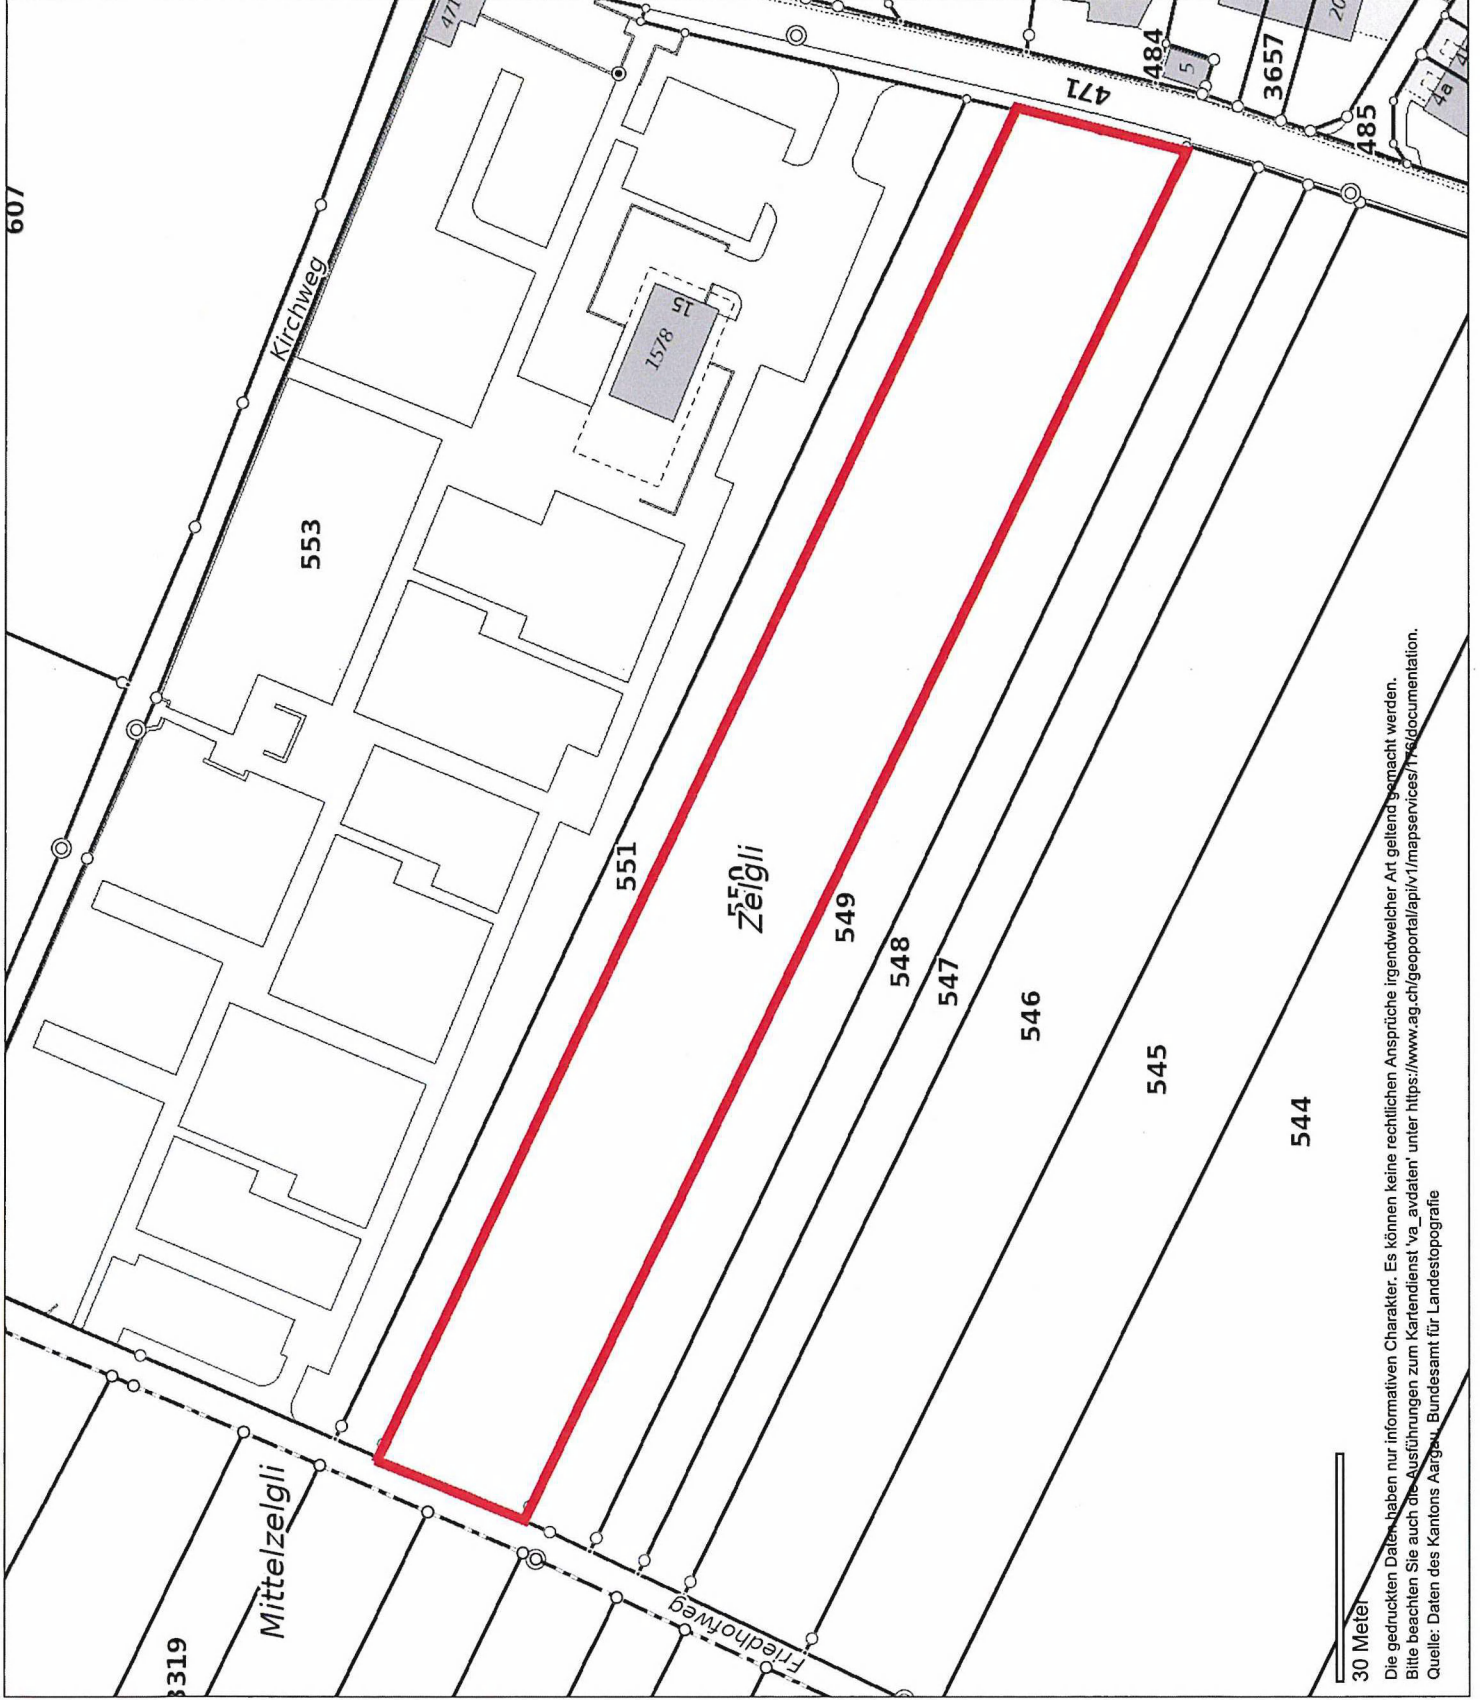 607
Kirchweg
471
553
1578
15
471
484
5
3657
20
485
4a
551
550
Zelgli
549
548
547
546
545
544
Mittelzelgli
3319
Friedhofweg
30 Meter
Die gedruckten Daten haben nur informativen Charakter. Es können keine rechtlichen Ansprüche irgendwelcher Art geltend gemacht werden.
Bitte beachten Sie auch die Ausführungen zum Kartendienst 'va_avdaten' unter https://www.ag.ch/geoportal/api/v1/mapservices/176/documentation.
Quelle: Daten des Kantons Aargau, Bundesamt für Landestopografie